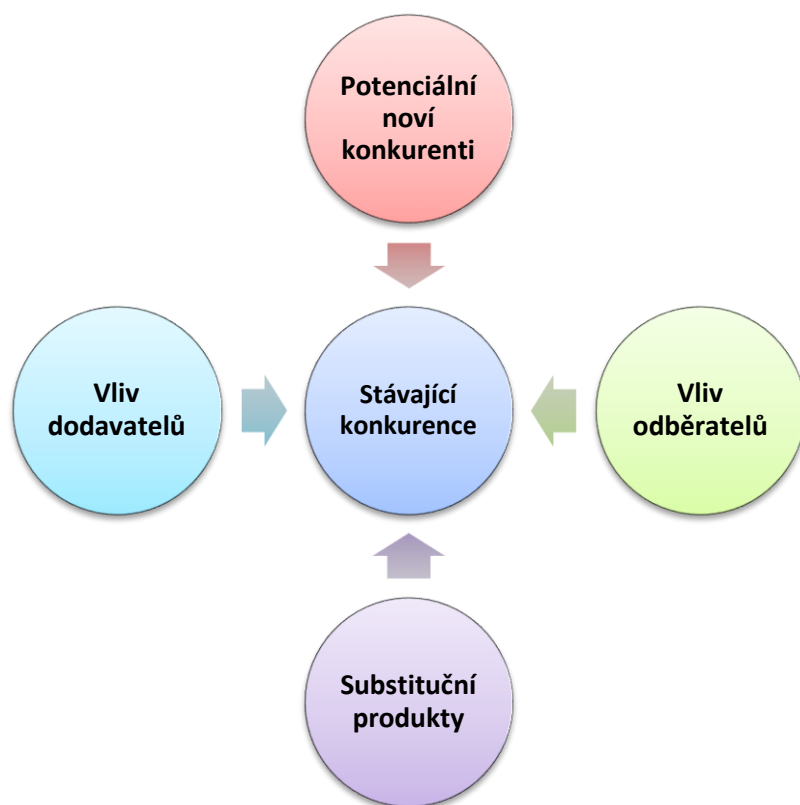 Potenciální
noví
konkurenti
Vliv
dodavatelů
Stávající
konkurence
Vliv
odběratelů
Substituční
produkty